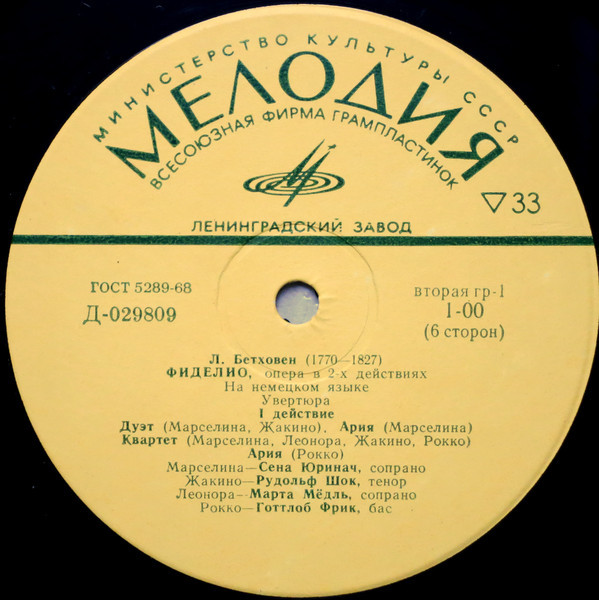 МИНИСТЕРСТВО КУЛЬТУРЫ СССР
МЕЛОДИЯ
ВСЕСОЮЗНАЯ ФИРМА ГРАМПЛАСТИНОК
▽33
ЛЕНИНГРАДСКИЙ ЗАВОД
ГОСТ 5289-68
Д-029809
вторая гр-1
1-00
(6 сторон)
Л. Бетховен (1770—1827)
ФИДЕЛИО, опера в 2-х действиях
На немецком языке
Увертюра
I действие
Дуэт (Марселина, Жакино), Ария (Марселина)
Квартет (Марселина, Леонора, Жакино, Рокко)
Ария (Рокко)
Марселина—Сена Юринач, сопрано
Жакино—Рудольф Шок, тенор
Леонора—Марта Мёдль, сопрано
Рокко—Готтлоб Фрик, бас